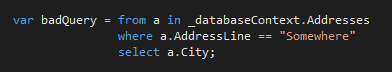 var badQuery = from a in _databaseContext.Addresses
where a.AddressLine == "Somewhere"
select a.City;